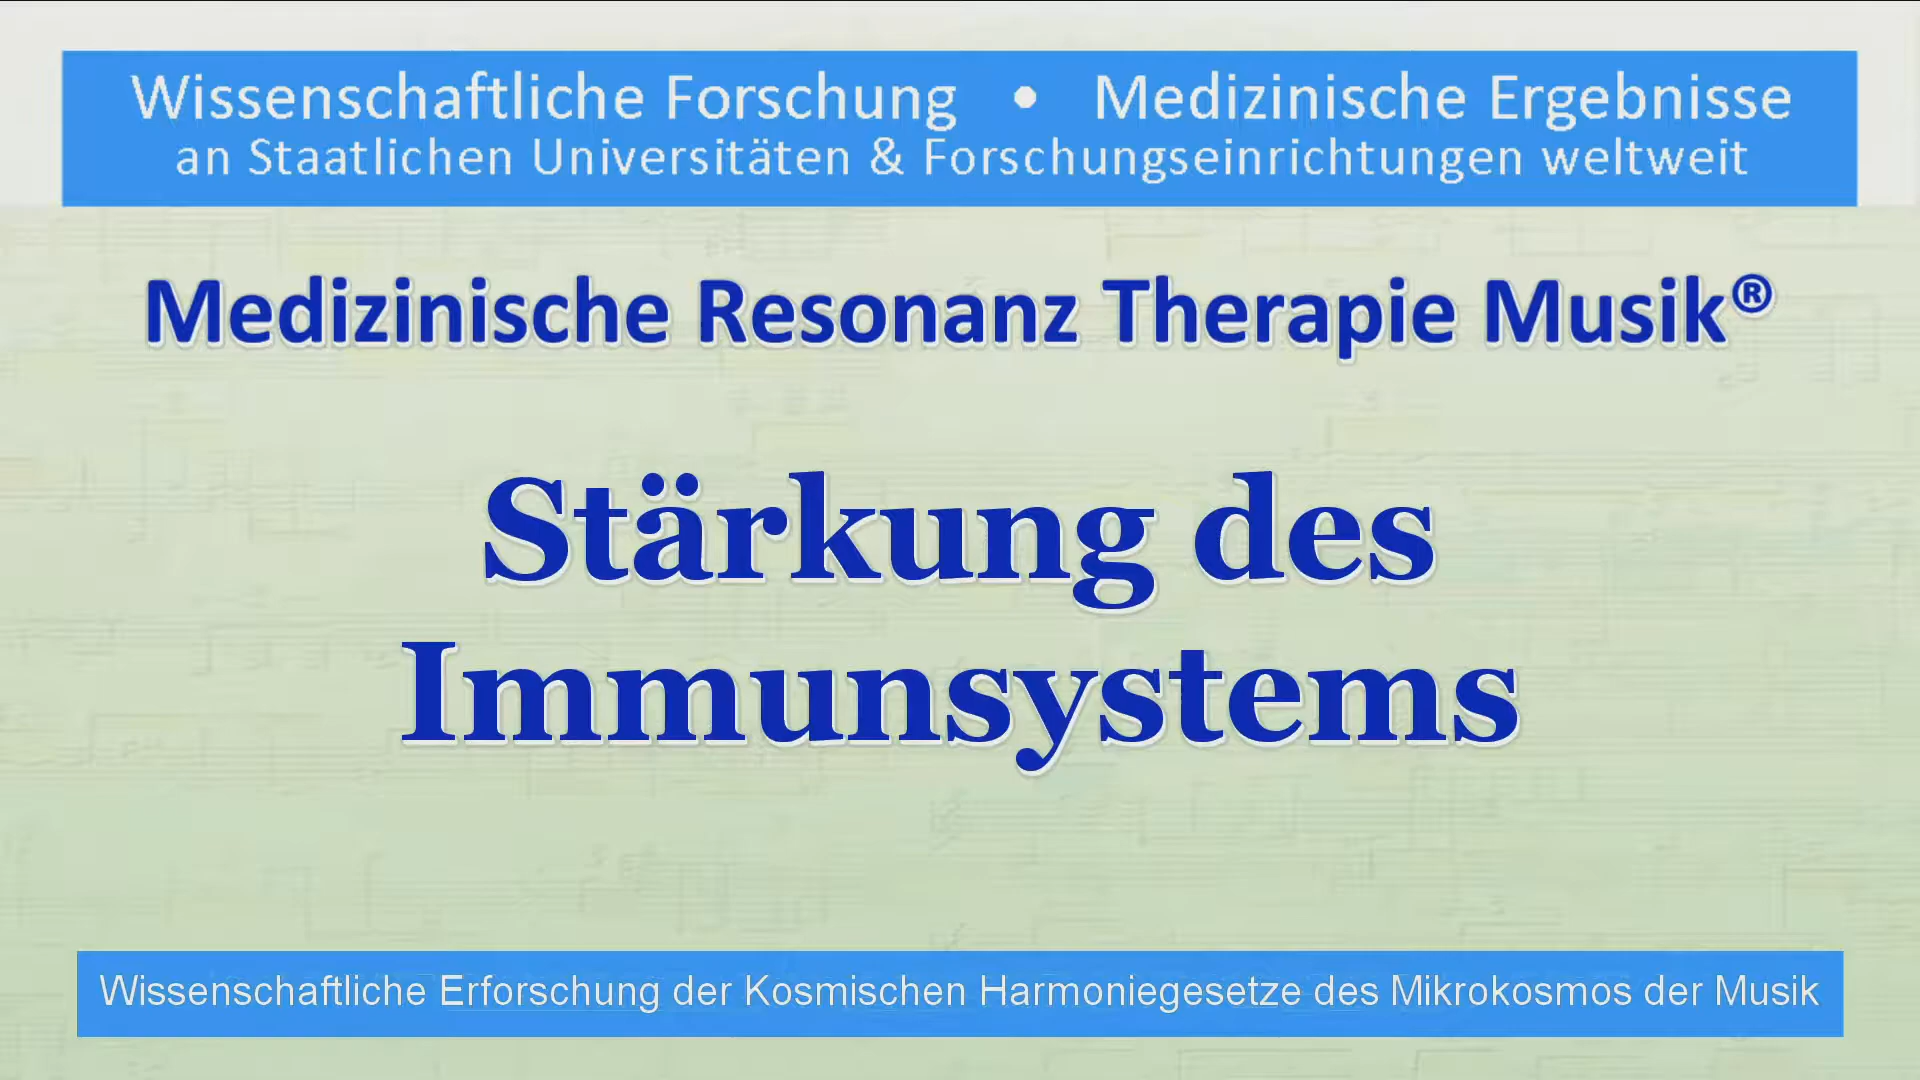 Wissenschaftliche Forschung • Medizinische Ergebnisse
an Staatlichen Universitäten & Forschungseinrichtungen weltweit
Medizinische Resonanz Therapie Musik®
Stärkung des
Immunsystems
Wissenschaftliche Erforschung der Kosmischen Harmoniegesetze des Mikrokosmos der Musik